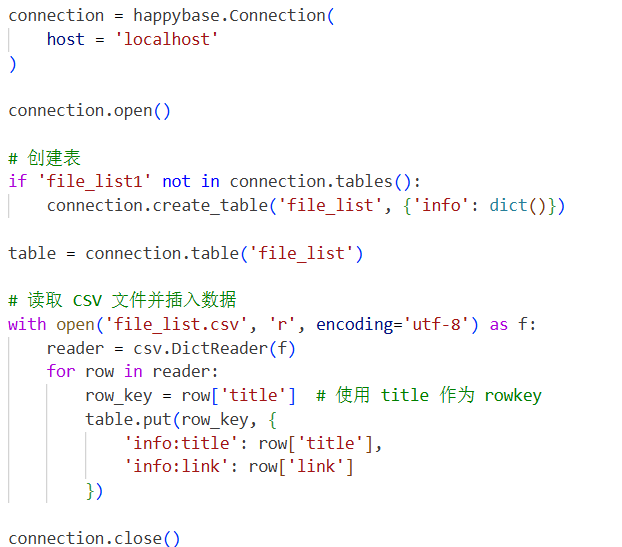 connection = happybase.Connection(
    host = 'localhost'
)
connection.open()
# 创建表
if 'file_list1' not in connection.tables():
    connection.create_table('file_list', {'info': dict()})
table = connection.table('file_list')
# 读取 CSV 文件并插入数据
with open('file_list.csv', 'r', encoding='utf-8') as f:
    reader = csv.DictReader(f)
    for row in reader:
        row_key = row['title']  # 使用 title 作为 rowkey
        table.put(row_key, {
            'info:title': row['title'],
            'info:link': row['link']
        })
connection.close()